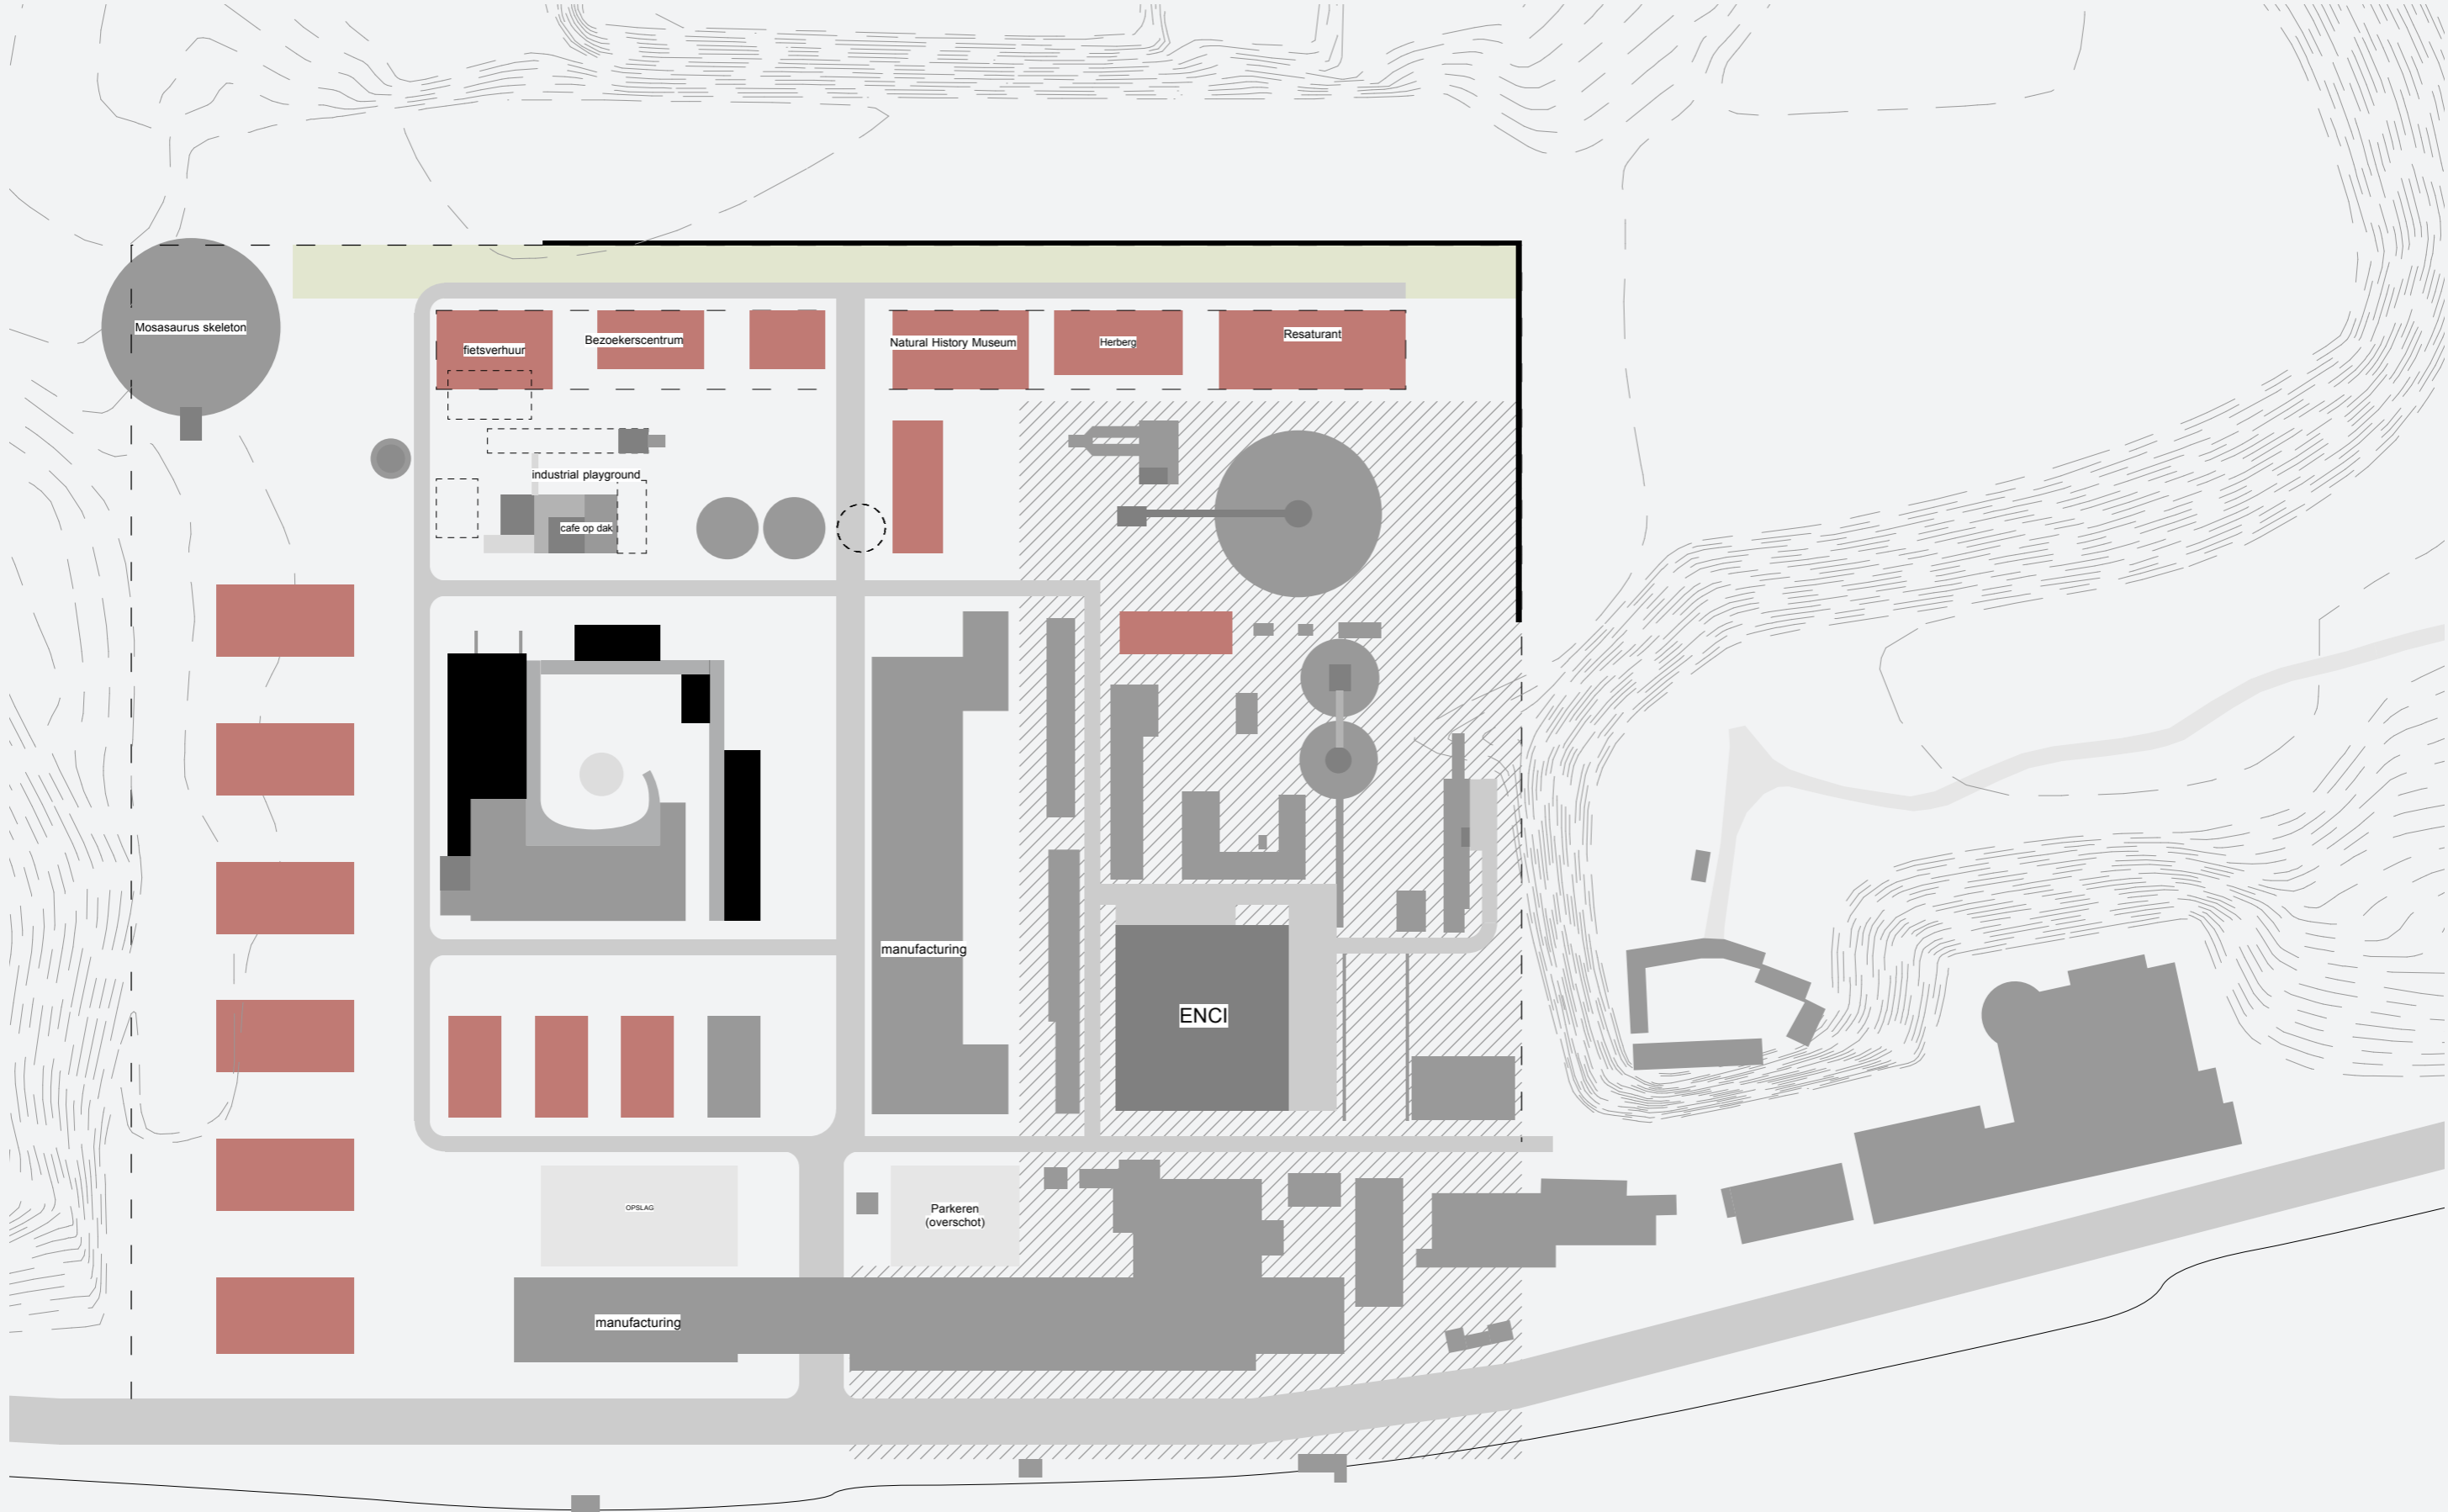 Mosasaurus skeleton
fietsverhuur
Bezoekerscentrum
Natural History Museum
Herberg
Resaturant
industrial playground
cafe op dak
manufacturing
ENCI
OPSLAG
Parkeren
(overschot)
manufacturing